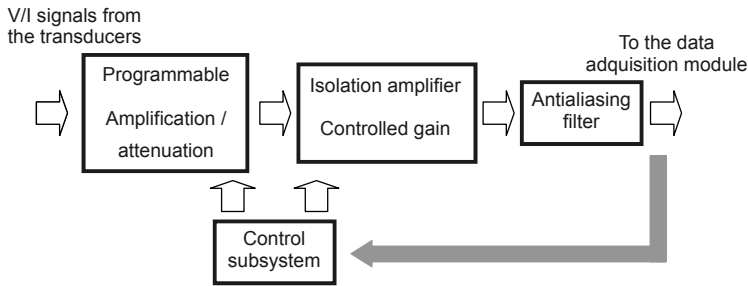 V/I signals from
the transducers
Programmable
Amplification /
attenuation
Isolation amplifier
Controlled gain
Antialiasing
filter
To the data
adquisition module
Control
subsystem